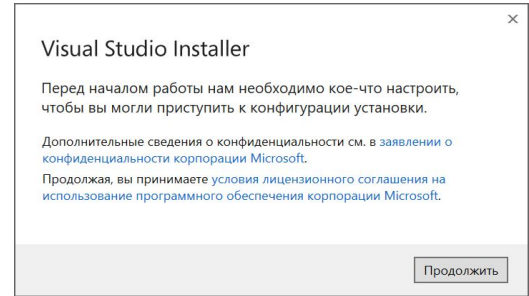 Visual Studio Installer
Перед началом работы нам необходимо кое-что настроить,
чтобы вы могли приступить к конфигурации установки.
Дополнительные сведения о конфиденциальности см. в заявлении о
конфиденциальности корпорации Microsoft.
Продолжая, вы принимаете условия лицензионного соглашения на
использование программного обеспечения корпорации Microsoft.
Продолжить